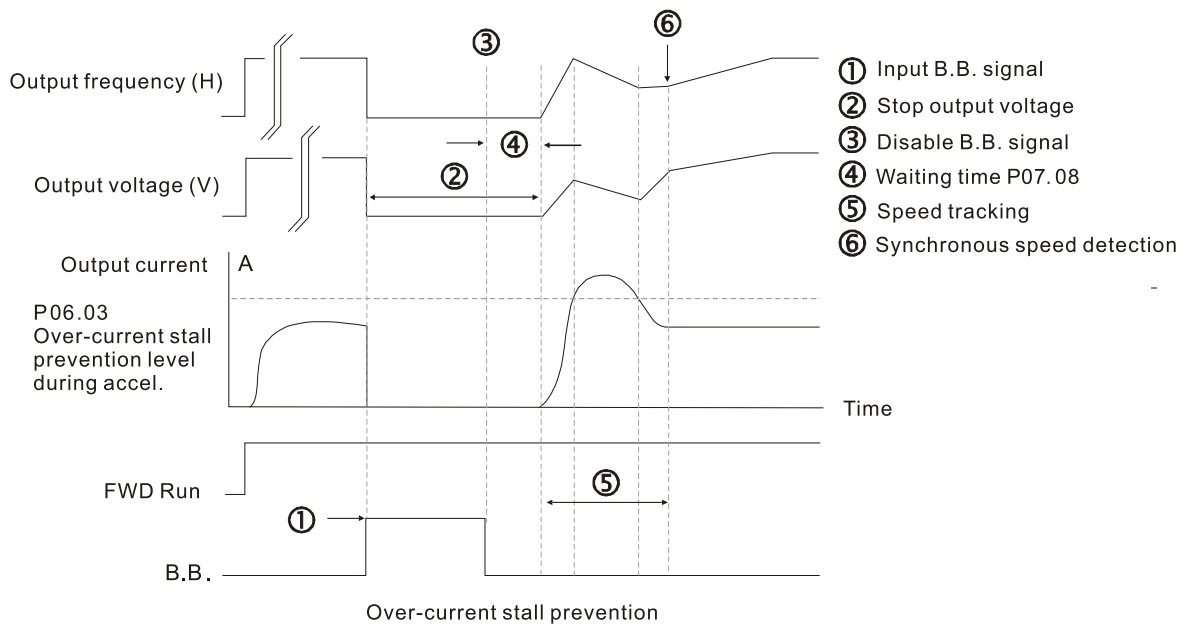 ⑥
③
Output frequency (H)
① Input B.B. signal
② Stop output voltage
③ Disable B.B. signal
④
④ Waiting time P07.08
Output voltage (V)
②
⑤ Speed tracking
⑥ Synchronous speed detection
Output current
A
P06.03
Over-current stall
prevention level
during accel.
Time
FWD Run
⑤
①
B.B.
Over-current stall prevention